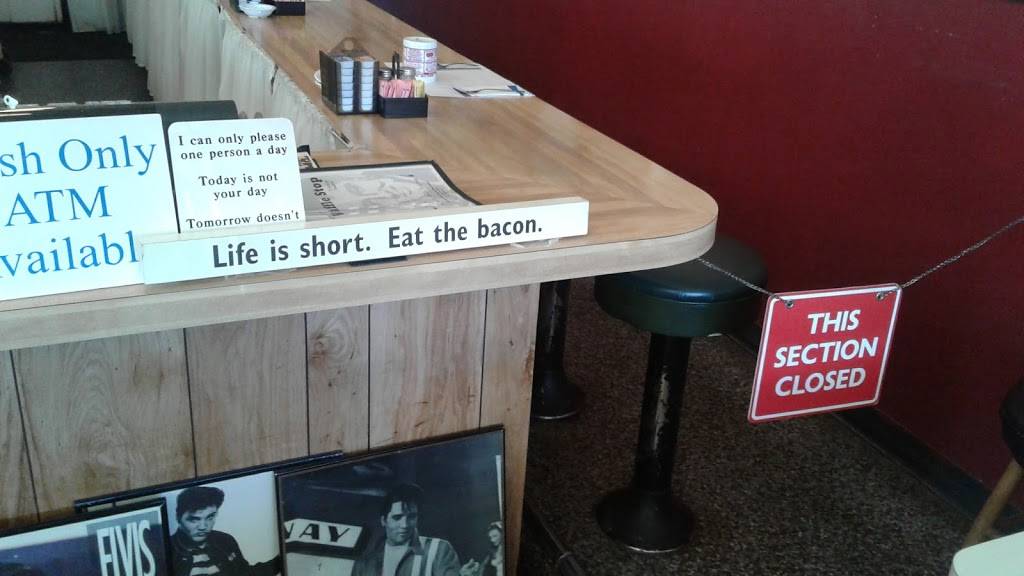 sh Only
ATM
vailabl
I can only please
one person a day
Today is not
your day
Tomorrow doesn't
Life is short. Eat the bacon.
THIS
SECTION
CLOSED
ELVIS
WAY